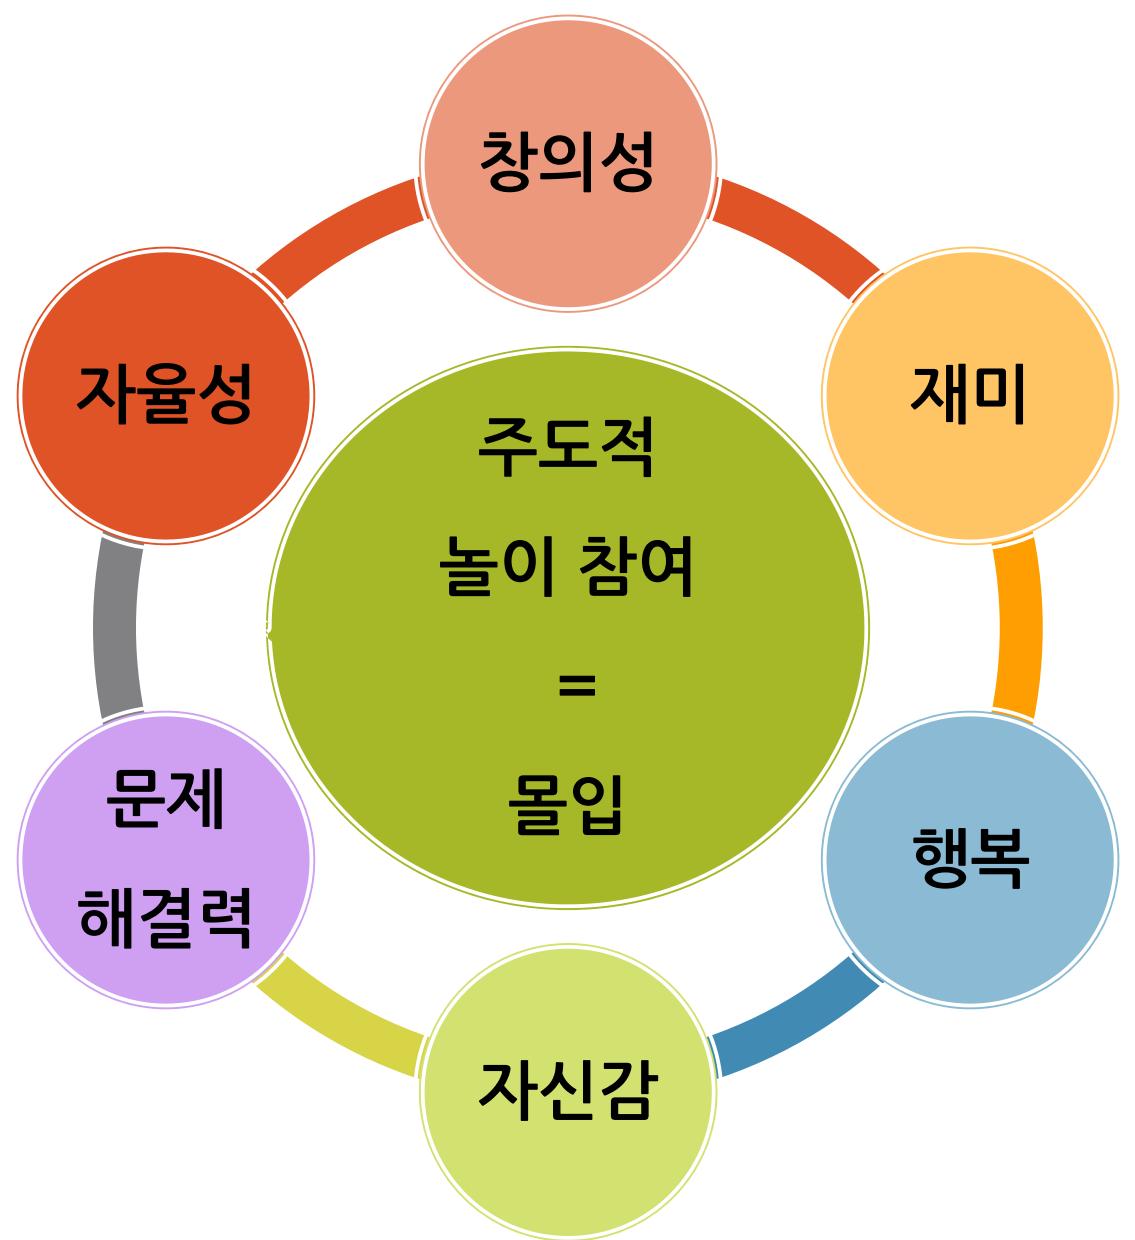 창의성
자율성
재미
주도적
놀이 참여
=
몰입
문제
해결력
행복
자신감